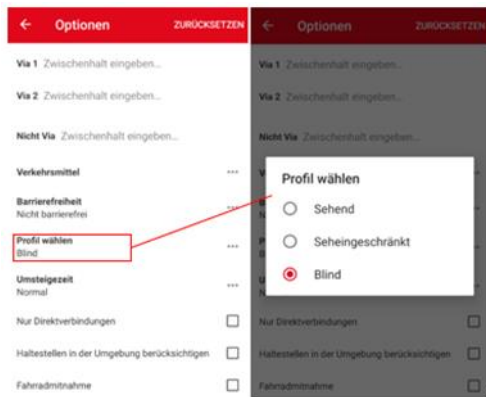 Optionen ZURÜCKSETZEN
Via 1 Zwischenhalt eingeben...
Via 2 Zwischenhalt eingeben...
Nicht Via Zwischenhalt eingeben...
Verkehrsmittel
Barrierefreiheit
Nicht barrierefrei
Profil wählen
Blind
Umsteigezeit
Normal
Nur Direktverbindungen
Haltestellen in der Umgebung berücksichtigen
Fahrradmitnahme
Optionen ZURÜCKSETZEN
Via 1 Zwischenhalt eingeben...
Via 2 Zwischenhalt eingeben...
Nicht Via Zwischenhalt eingeben...
Profil wählen
Sehend
Seheingeschränkt
Blind
Nur Direktverbindungen
Haltestellen in der Umgebung berücksichtigen
Fahrradmitnahme